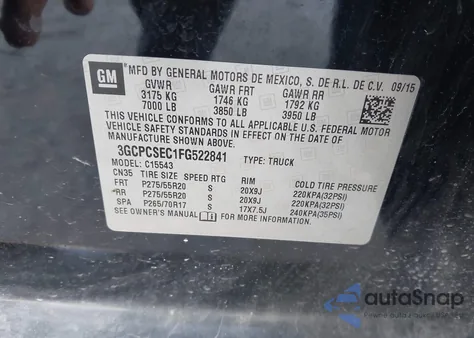 GM
MFD BY GENERAL MOTORS DE MEXICO, S. DE R.L. DE C.V. 09/15
GVWR GAWR FRT GAWR RR
3175 KG 1746 KG 1792 KG
7000 LB 3850 LB 3950 LB
THIS VEHICLE CONFORMS TO ALL APPLICABLE U.S. FEDERAL MOTOR
VEHICLE SAFETY AND THEFT PREVENTION STANDARDS IN EFFECT ON
THE DATE OF MANUFACTURE SHOWN ABOVE.
3GCPCSEC1FG522841 TYPE: TRUCK
MODEL: C15543
CN35 TIRE SIZE SPEED RTG RIM COLD TIRE PRESSURE
FRT P275/55R20 S 20X9J 220KPA(32PSI)
RR P275/55R20 S 20X9J 220KPA(32PSI)
SPA P265/70R17 S 17X7.5J 240KPA(35PSI)
SEE OWNER'S MANUAL FOR ADDITIONAL INFORMATION.
autoSnap